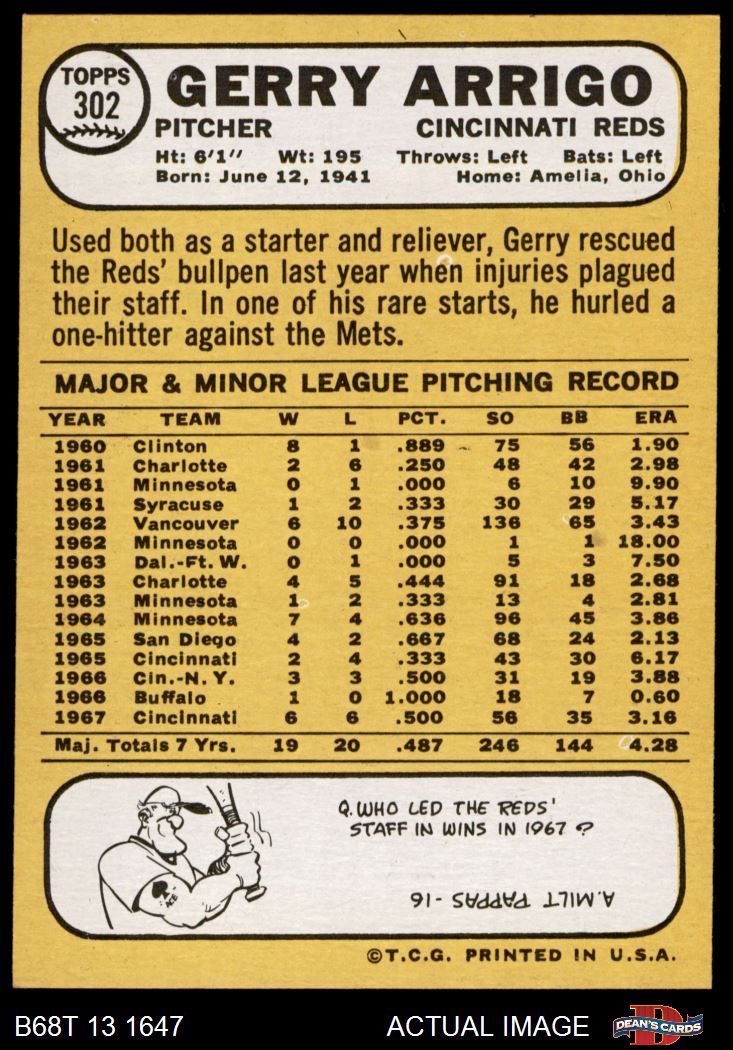 TOPPS
302
GERRY ARRIGO
PITCHER CINCINNATI REDS
Ht: 6'1" Wt: 195 Throws: Left Bats: Left
Born: June 12, 1941 Home: Amelia, Ohio
Used both as a starter and reliever, Gerry rescued
the Reds' bullpen last year when injuries plagued
their staff. In one of his rare starts, he hurled a
one-hitter against the Mets.
MAJOR & MINOR LEAGUE PITCHING RECORD
YEAR TEAM W L PCT. SO BB ERA
1960 Clinton 8 1 .889 75 56 1.90
1961 Charlotte 2 6 .250 48 42 2.98
1961 Minnesota 0 1 .000 6 10 9.90
1961 Syracuse 1 2 .333 30 29 5.17
1962 Vancouver 6 10 .375 136 65 3.43
1962 Minnesota 0 0 .000 1 1 18.00
1963 Dal.-Ft. W. 0 1 .000 5 3 7.50
1963 Charlotte 4 5 .444 91 18 2.68
1963 Minnesota 1 2 .333 13 4 2.81
1964 Minnesota 7 4 .636 96 45 3.86
1965 San Diego 4 2 .667 68 24 2.13
1965 Cincinnati 2 4 .333 43 30 6.17
1966 Cin.-N. Y. 3 3 .500 31 19 3.88
1966 Buffalo 1 0 1.000 18 7 0.60
1967 Cincinnati 6 6 .500 56 35 3.16
Maj. Totals 7 Yrs. 19 20 .487 246 144 4.28
Q. WHO LED THE REDS'
STAFF IN WINS IN 1967?
A. MILT PAPPAS-16
ACE
©T.C.G. PRINTED IN U.S.A.
B68T 13 1647 ACTUAL IMAGE DEAN'S CARDS